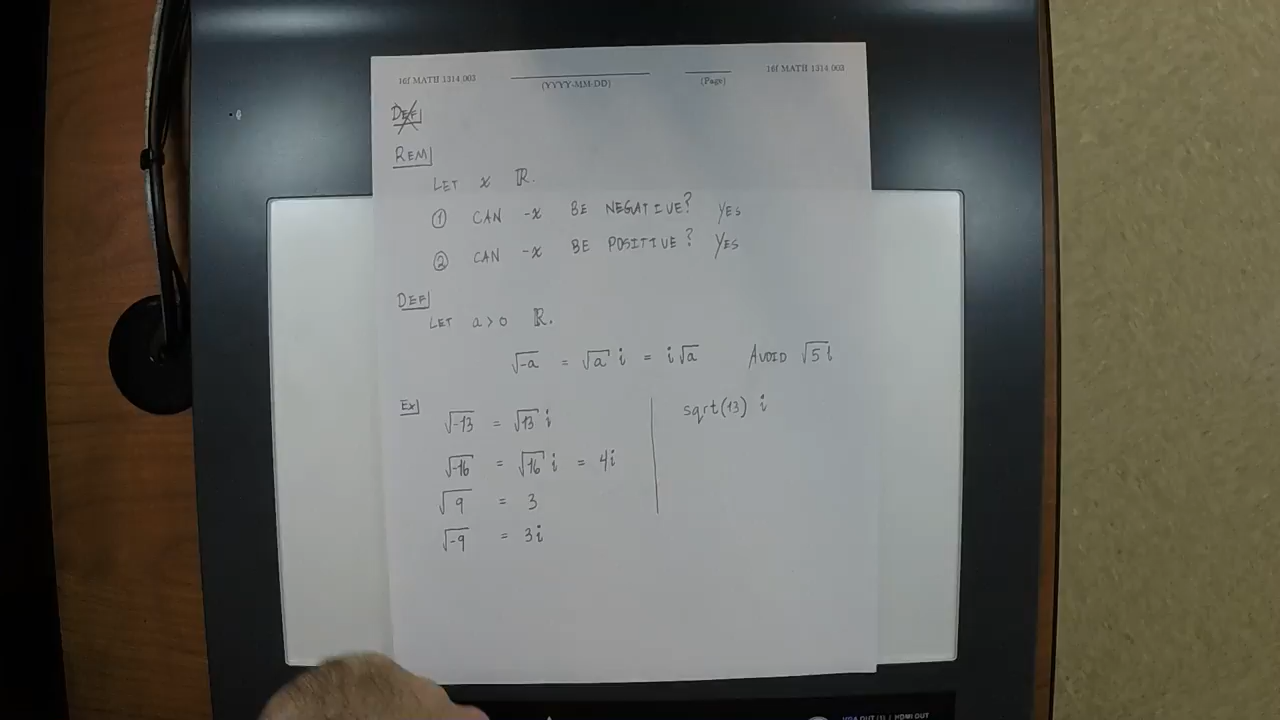 16f MATH 1314 003 (YYYY-MM-DD) (Page) 16f MATH 1314 003
DEF
REM
LET x ℝ.
① CAN -x BE NEGATIVE? YES
② CAN -x BE POSITIVE? YES
DEF
LET a>0 ℝ.
√-a = √a i = i√a AVOID √5i
Ex √-13 = √13 i sqrt(13) i
√-16 = √16 i = 4i
√9 = 3
√-9 = 3i